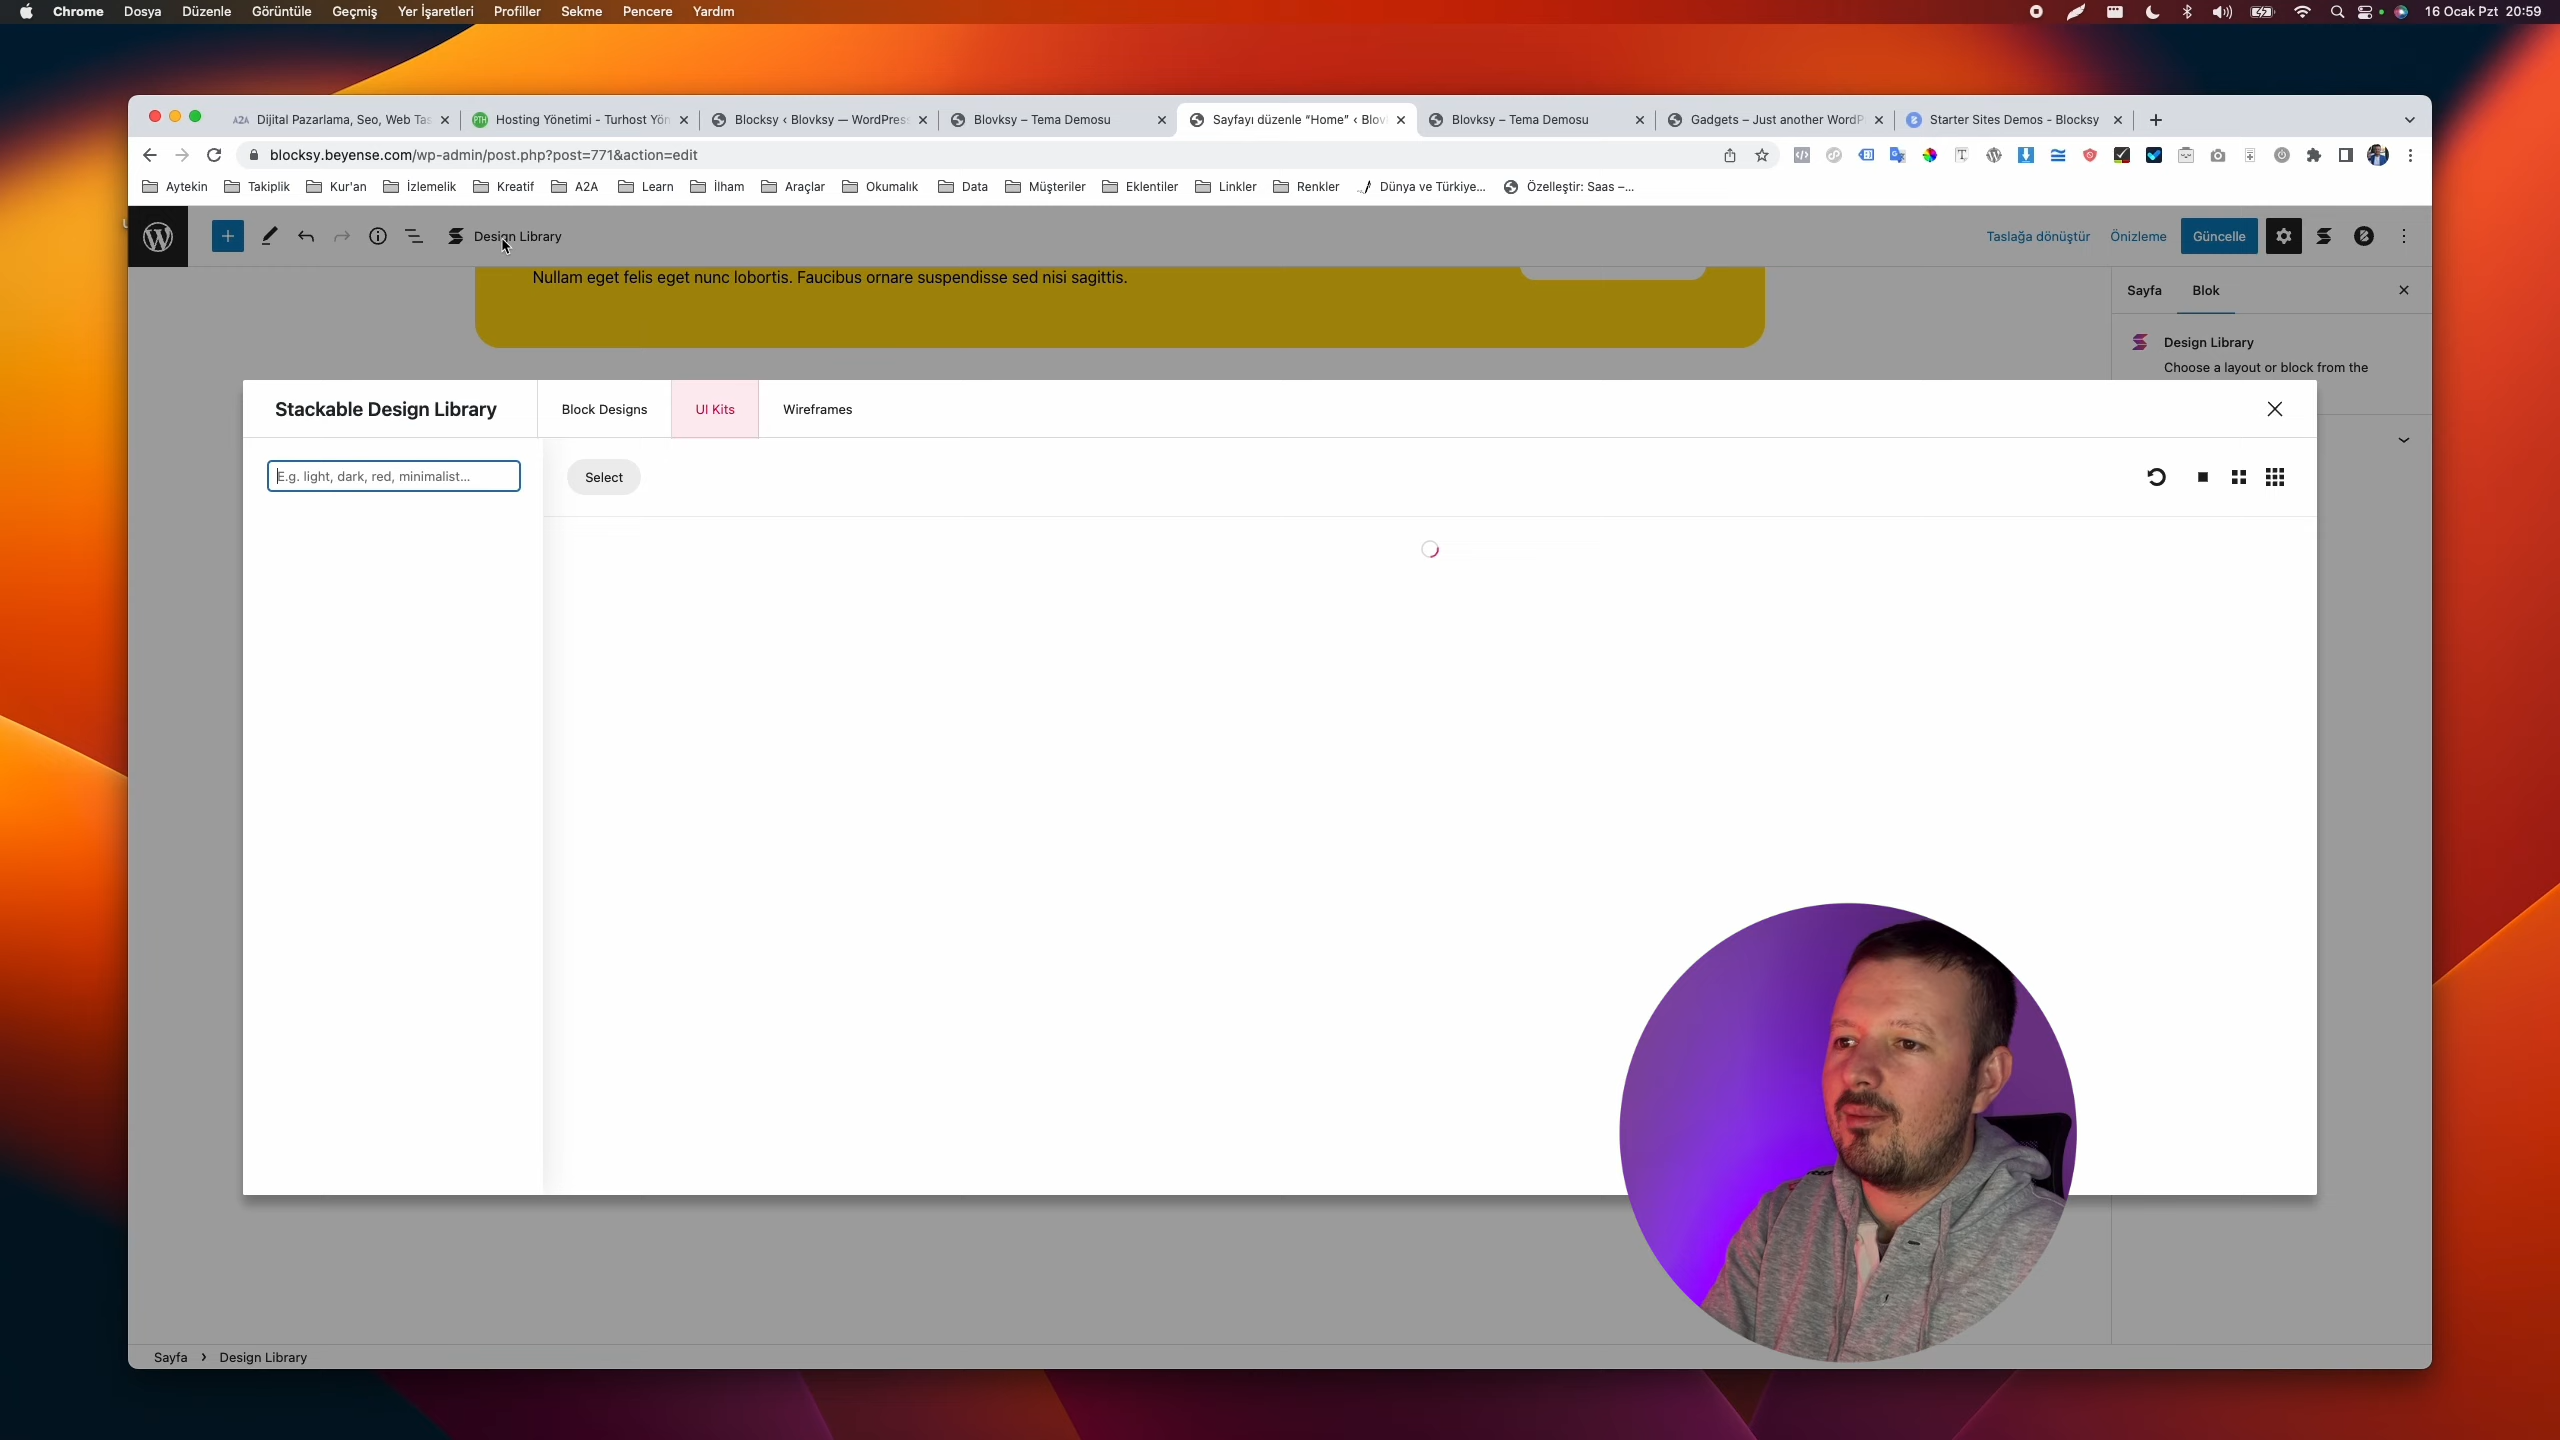 Chrome Dosya Düzenle Görüntüle Geçmiş Yer İşaretleri Profiller Sekme Pencere Yardım
16 Ocak Pzt 20:59
A2A Dijital Pazarlama, Seo, Web Tas
PTH Hosting Yönetimi - Turhost Yön
Blocksy ‹ Blovksy — WordPress
Blovksy – Tema Demosu
Sayfayı düzenle “Home” ‹ Blov
Blovksy – Tema Demosu
Gadgets – Just another WordP
Starter Sites Demos - Blocksy
blocksy.beyense.com/wp-admin/post.php?post=771&action=edit
Aytekin Takiplik Kur'an İzlemelik Kreatif A2A Learn İlham Araçlar Okumalık Data Müşteriler Eklentiler Linkler Renkler Dünya ve Türkiye... Özelleştir: Saas –...
Design Library
Taslağa dönüştür Önizleme Güncelle
Nullam eget felis eget nunc lobortis. Faucibus ornare suspendisse sed nisi sagittis.
Sayfa Blok
Design Library
Choose a layout or block from the
Stackable Design Library
Block Designs UI Kits Wireframes
E.g. light, dark, red, minimalist...
Select
Sayfa › Design Library